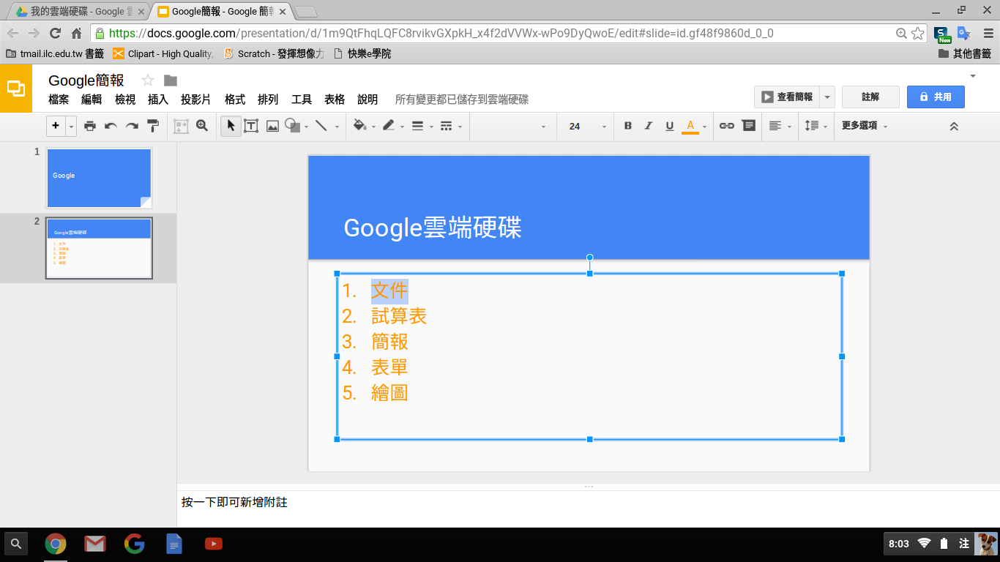 我的雲端硬碟 - Google 雲
Google簡報 - Google 簡報
https://docs.google.com/presentation/d/1m9QtFhqLQFC8rvikvGXpkH_x4f2dVVWx-wPo9DyQwoE/edit#slide=id.gf48f9860d_0_0
New
tmail.ilc.edu.tw 書籤
Clipart - High Quality,
Scratch - 發揮想像力
快樂e學院
其他書籤
Google簡報
檔案 編輯 檢視 插入 投影片 格式 排列 工具 表格 說明 所有變更都已儲存到雲端硬碟
查看簡報 註解 共用
24 B I U A 更多選項
1
Google
2
Google雲端硬碟
1. 文件
2. 試算表
3. 簡報
4. 表單
5. 繪圖
Google雲端硬碟
1. 文件
2. 試算表
3. 簡報
4. 表單
5. 繪圖
按一下即可新增附註
8:03 注